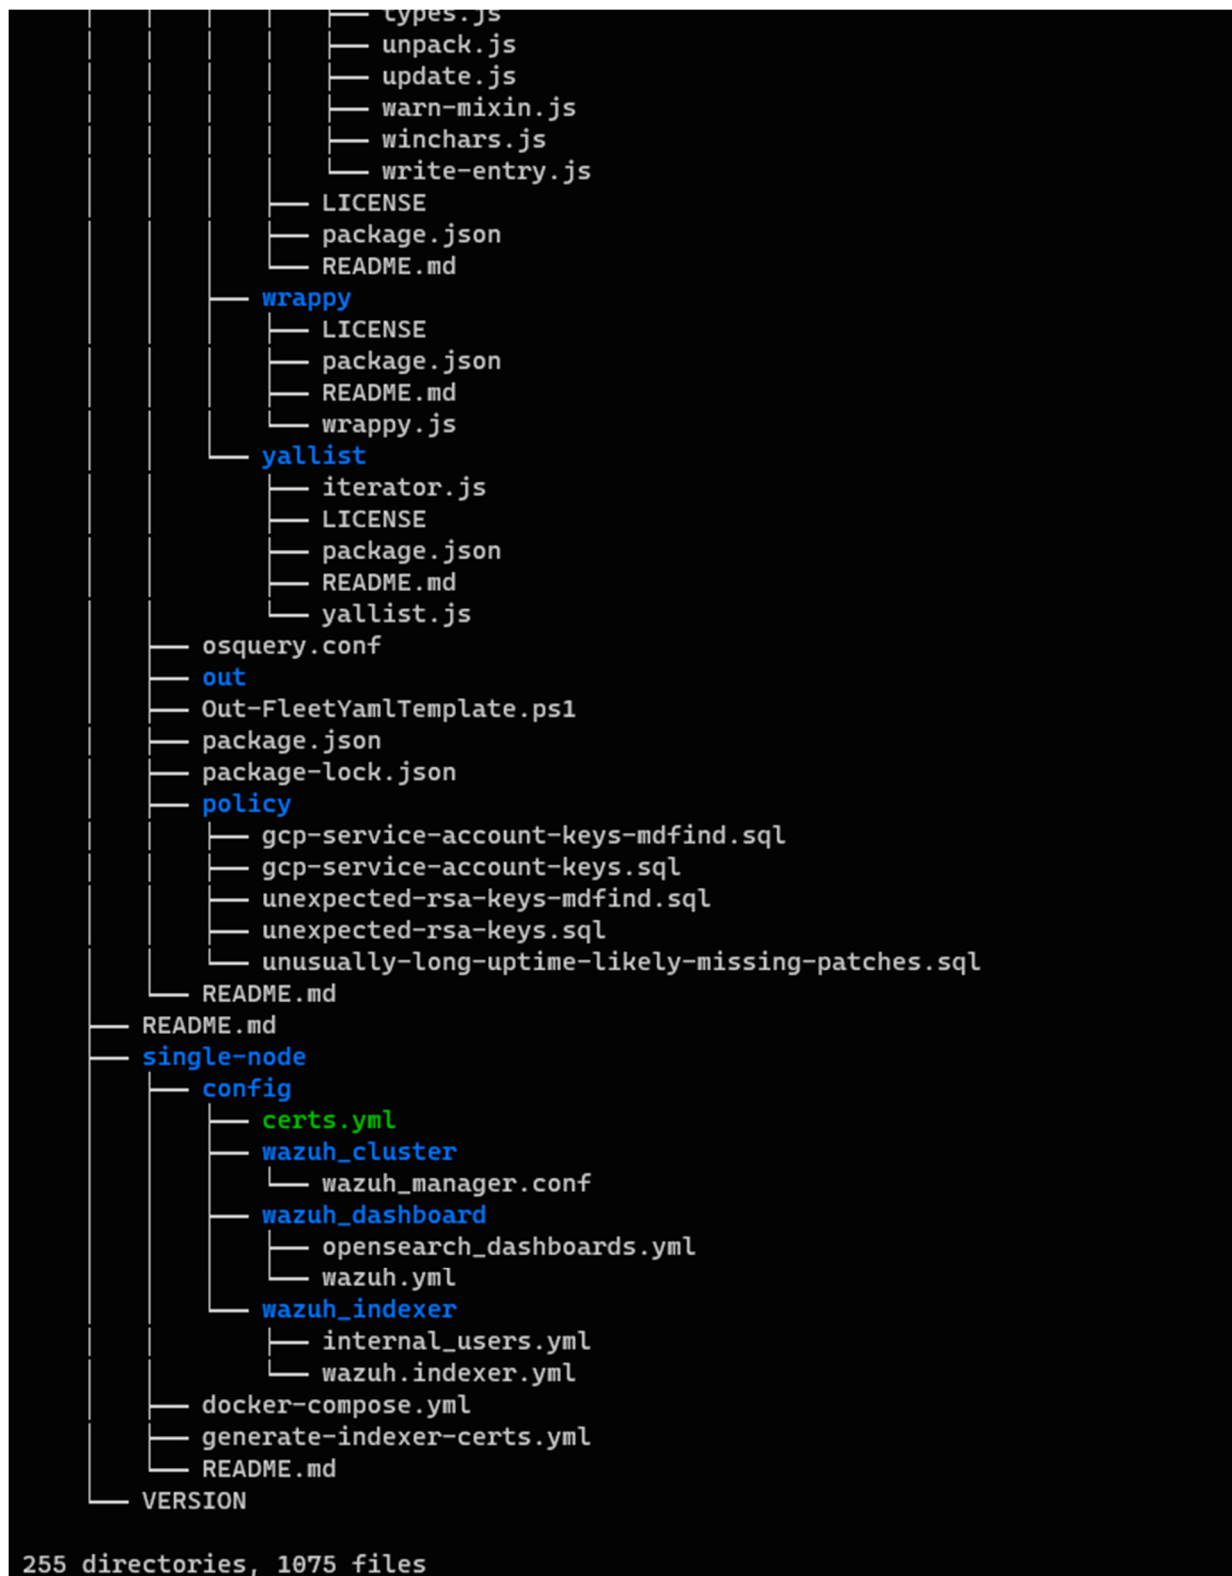 types.js
unpack.js
update.js
warn-mixin.js
winchars.js
write-entry.js
LICENSE
package.json
README.md
wrappy
LICENSE
package.json
README.md
wrappy.js
yallist
iterator.js
LICENSE
package.json
README.md
yallist.js
osquery.conf
out
Out-FleetYamlTemplate.ps1
package.json
package-lock.json
policy
gcp-service-account-keys-mdfind.sql
gcp-service-account-keys.sql
unexpected-rsa-keys-mdfind.sql
unexpected-rsa-keys.sql
unusually-long-uptime-likely-missing-patches.sql
README.md
README.md
single-node
config
certs.yml
wazuh_cluster
wazuh_manager.conf
wazuh_dashboard
opensearch_dashboards.yml
wazuh.yml
wazuh_indexer
internal_users.yml
wazuh.indexer.yml
docker-compose.yml
generate-indexer-certs.yml
README.md
VERSION
255 directories, 1075 files